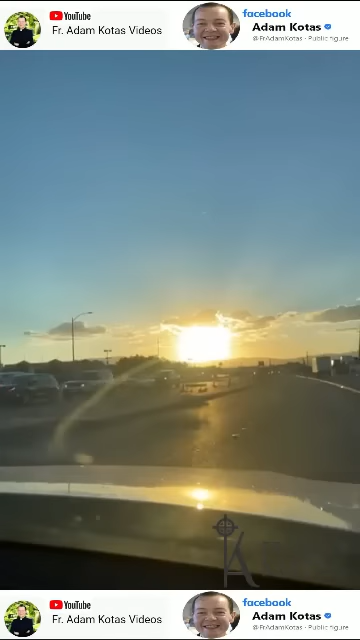 YouTube
Fr. Adam Kotas Videos
facebook
Adam Kotas
@FrAdamKotas · Public figure
YouTube
Fr. Adam Kotas Videos
facebook
Adam Kotas
@FrAdamKotas · Public figure